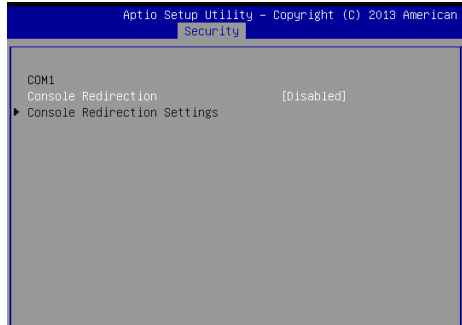 Aptio Setup Utility – Copyright (C) 2013 American
Security
COM1
Console Redirection [Disabled]
Console Redirection Settings